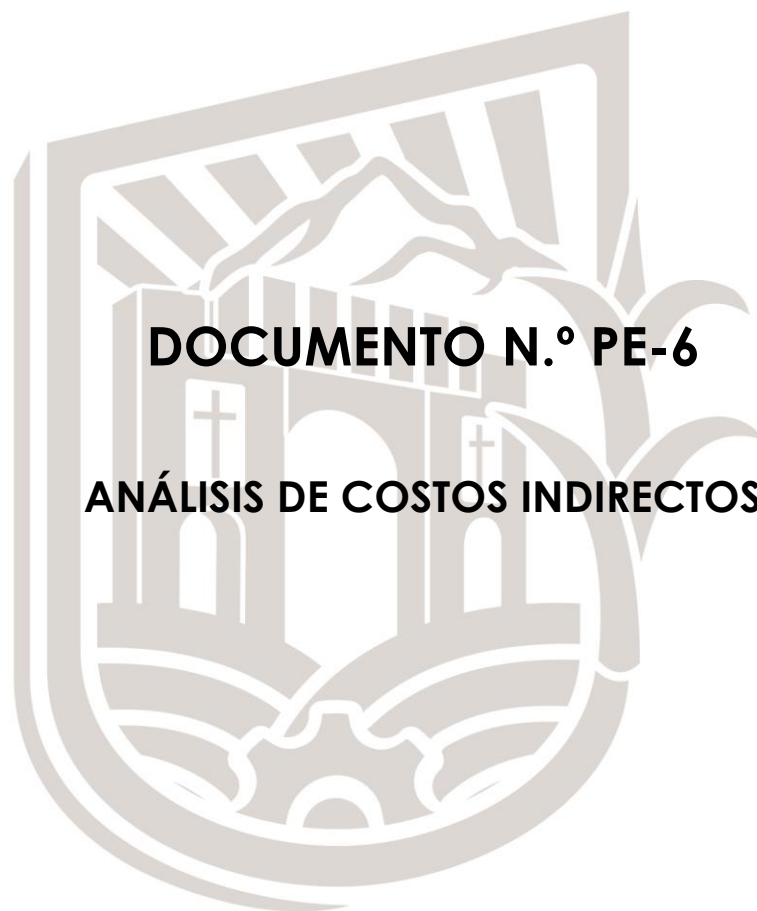 DOCUMENTO N.º PE-6
ANÁLISIS DE COSTOS INDIRECTOS